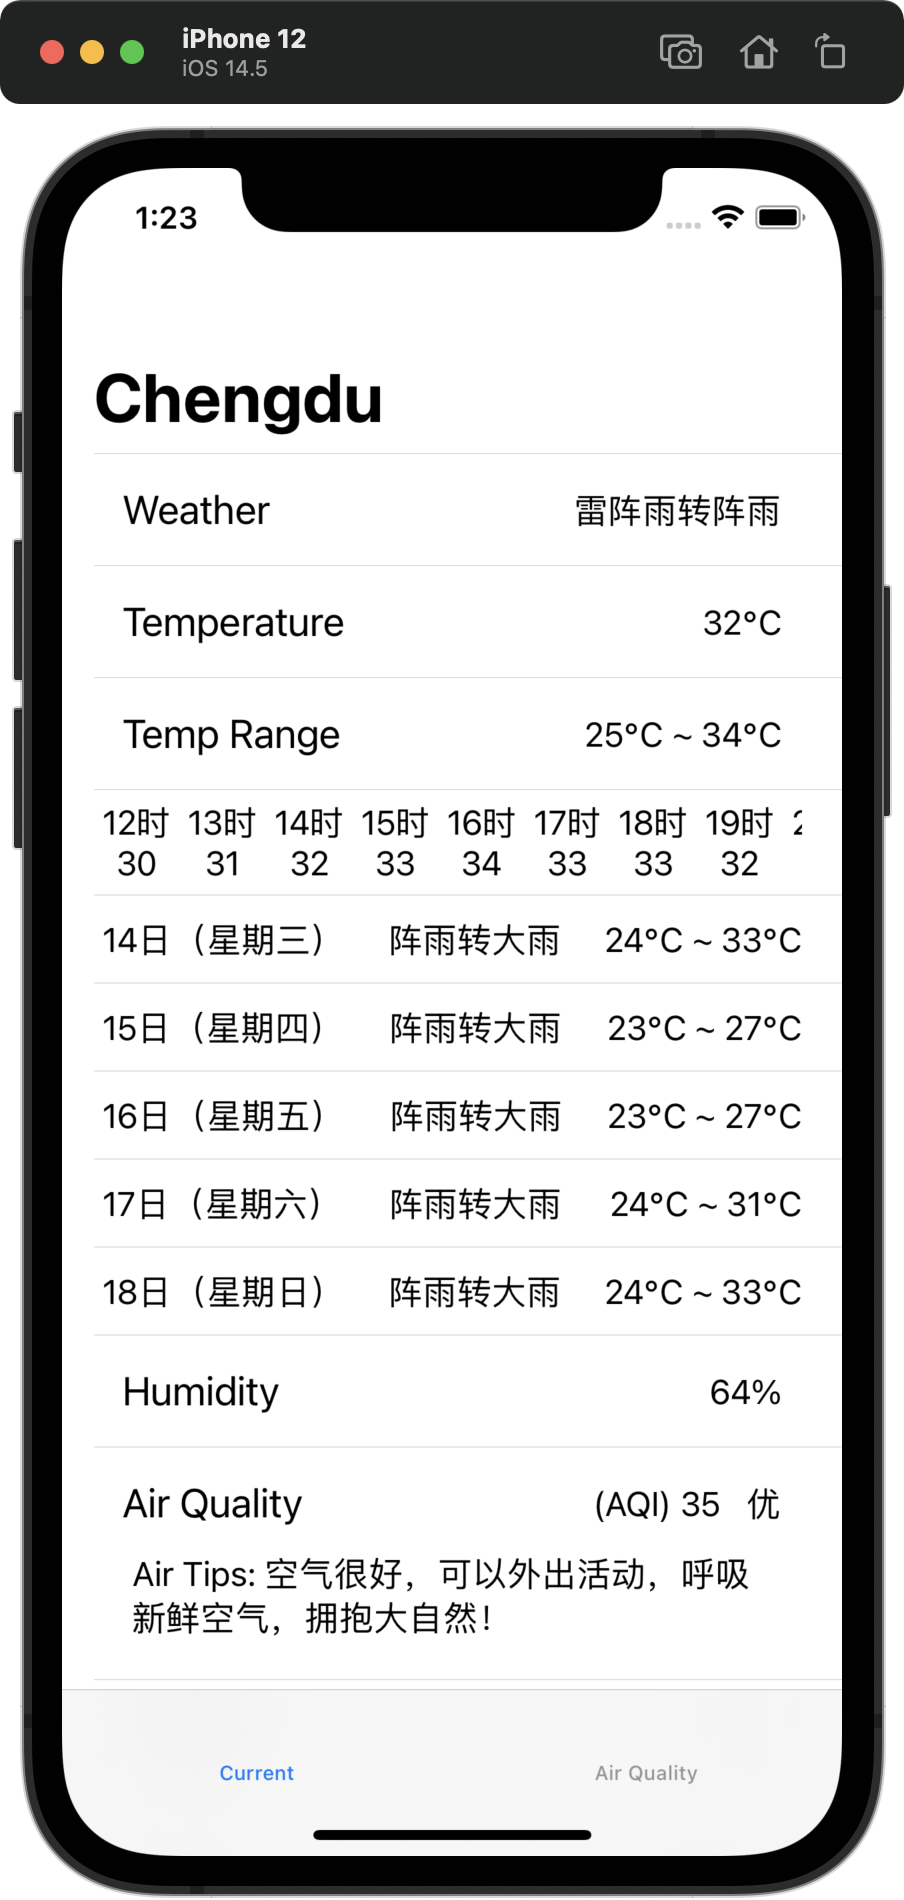 iPhone 12
iOS 14.5
1:23
Chengdu
Weather 雷阵雨转阵雨
Temperature 32°C
Temp Range 25°C ~ 34°C
12时 13时 14时 15时 16时 17时 18时 19时
30 31 32 33 34 33 33 32
14日（星期三） 阵雨转大雨 24°C ~ 33°C
15日（星期四） 阵雨转大雨 23°C ~ 27°C
16日（星期五） 阵雨转大雨 23°C ~ 27°C
17日（星期六） 阵雨转大雨 24°C ~ 31°C
18日（星期日） 阵雨转大雨 24°C ~ 33°C
Humidity 64%
Air Quality (AQI) 35 优
Air Tips: 空气很好，可以外出活动，呼吸
新鲜空气，拥抱大自然！
Current Air Quality